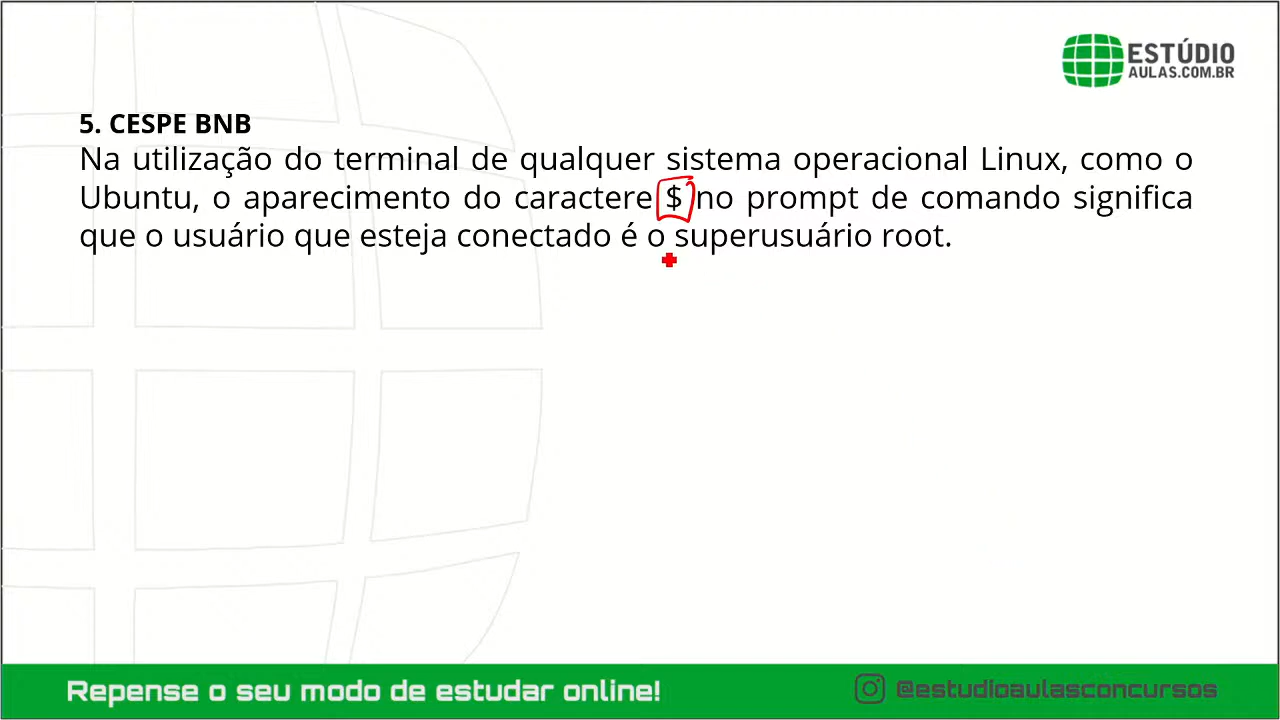 ESTÚDIO
AULAS.COM.BR
5. CESPE BNB
Na utilização do terminal de qualquer sistema operacional Linux, como o
Ubuntu, o aparecimento do caractere $ no prompt de comando significa
que o usuário que esteja conectado é o superusuário root.
Repense o seu modo de estudar online!
@estudioaulasconcursos